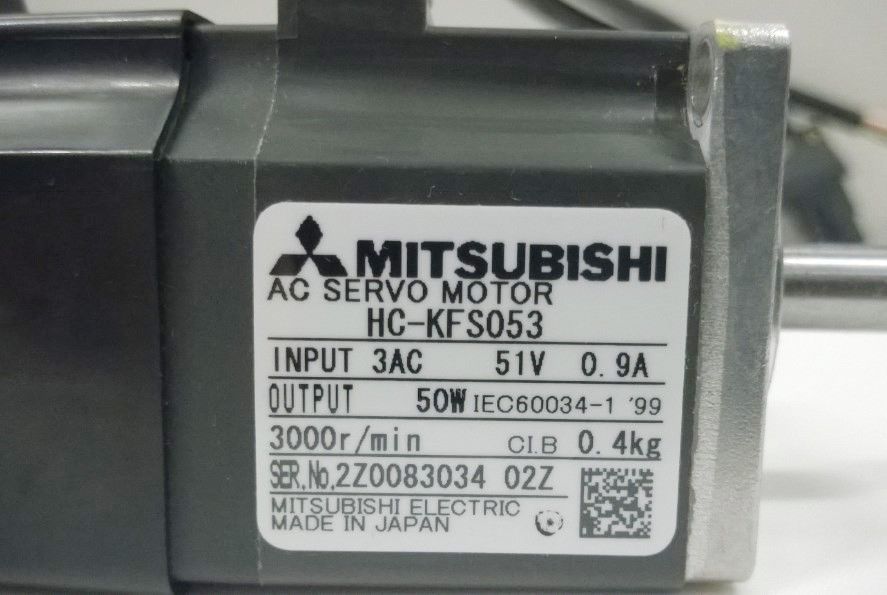 MITSUBISHI
AC SERVO MOTOR
HC-KFS053
INPUT 3AC 51V 0.9A
OUTPUT 50W IEC60034-1 '99
3000r/min CI.B 0.4kg
SER.No.2Z0083034 02Z
MITSUBISHI ELECTRIC
MADE IN JAPAN